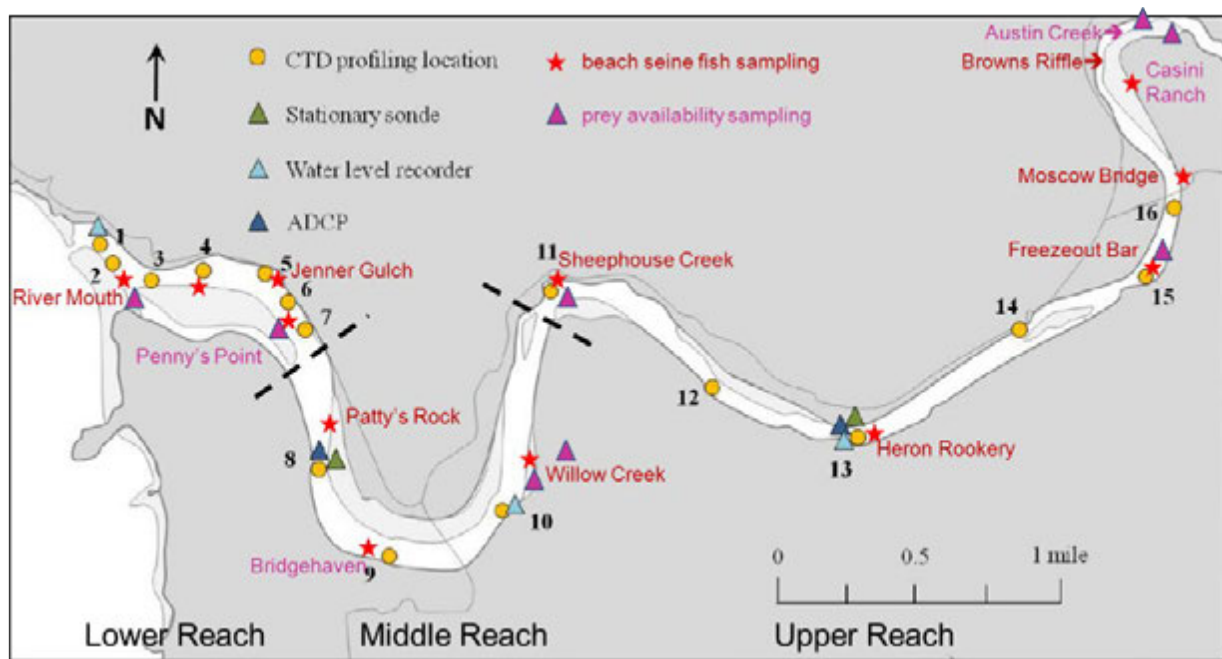 Austin Creek
Browns Riffle
Casini
Ranch
N
CTD profiling location
Stationary sonde
Water level recorder
ADCP
beach seine fish sampling
prey availability sampling
Moscow Bridge
16
Freezeout Bar
15
14
1
2
3
4
5
6
7
Jenner Gulch
River Mouth
Penny's Point
11
Sheephouse Creek
12
Patty's Rock
8
13
Heron Rookery
Willow Creek
10
Bridgehaven
9
0 0.5 1 mile
Lower Reach Middle Reach Upper Reach